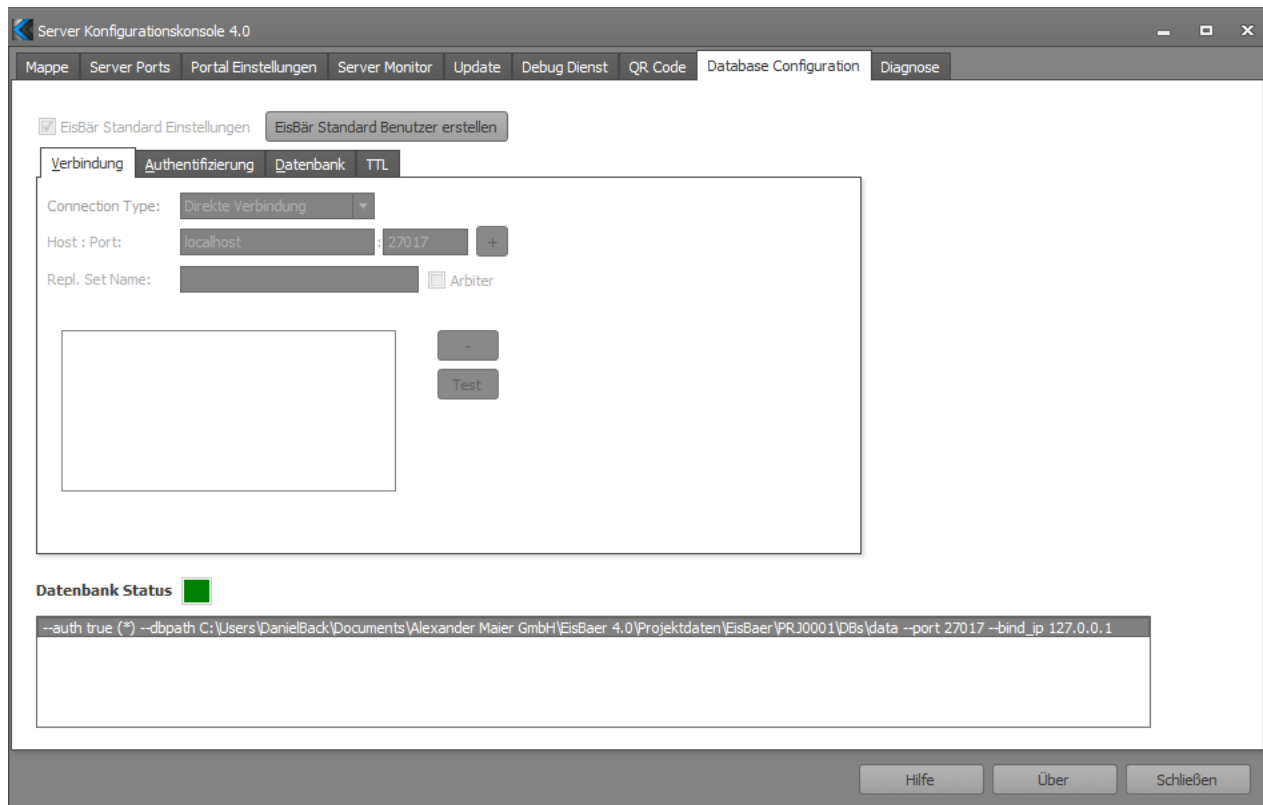 Server Konfigurationskonsole 4.0
Mappe Server Ports Portal Einstellungen Server Monitor Update Debug Dienst QR Code Database Configuration Diagnose
EisBär Standard Einstellungen EisBär Standard Benutzer erstellen
Verbindung Authentifizierung Datenbank TTL
Connection Type: Direkte Verbindung
Host : Port: localhost : 27017 +
Repl. Set Name: Arbiter
-
Test
Datenbank Status
--auth true (*) --dbpath C:\Users\DanielBack\Documents\Alexander Maier GmbH\EisBaer 4.0\Projektdaten\EisBaer\PRJ0001\DBs\data --port 27017 --bind_ip 127.0.0.1
Hilfe Über Schließen